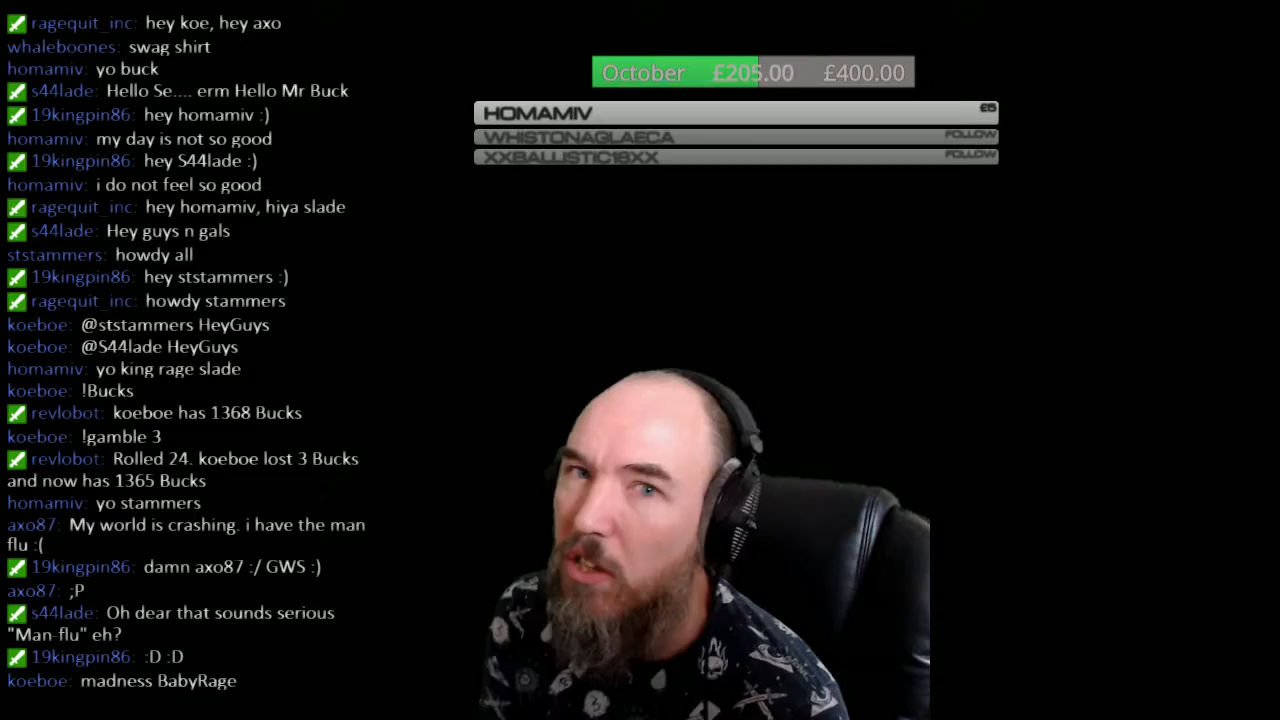 ragequit_inc: hey koe, hey axo
whaleboones: swag shirt
homamiv: yo buck
s44lade: Hello Se.... erm Hello Mr Buck
19kingpin86: hey homamiv :)
homamiv: my day is not so good
19kingpin86: hey S44lade :)
homamiv: i do not feel so good
ragequit_inc: hey homamiv, hiya slade
s44lade: Hey guys n gals
ststammers: howdy all
19kingpin86: hey ststammers :)
ragequit_inc: howdy stammers
koeboe: @ststammers HeyGuys
koeboe: @S44lade HeyGuys
homamiv: yo king rage slade
koeboe: !Bucks
revlobot: koeboe has 1368 Bucks
koeboe: !gamble 3
revlobot: Rolled 24. koeboe lost 3 Bucks
and now has 1365 Bucks
homamiv: yo stammers
axo87: My world is crashing. i have the man
flu :(
19kingpin86: damn axo87 :/ GWS :)
axo87: ;P
s44lade: Oh dear that sounds serious
"Man-flu" eh?
19kingpin86: :D :D
koeboe: madness BabyRage
October £205.00 £400.00
HOMAMIV £5
WHISTONAGLAECA FOLLOW
XXBALLISTIC18XX FOLLOW